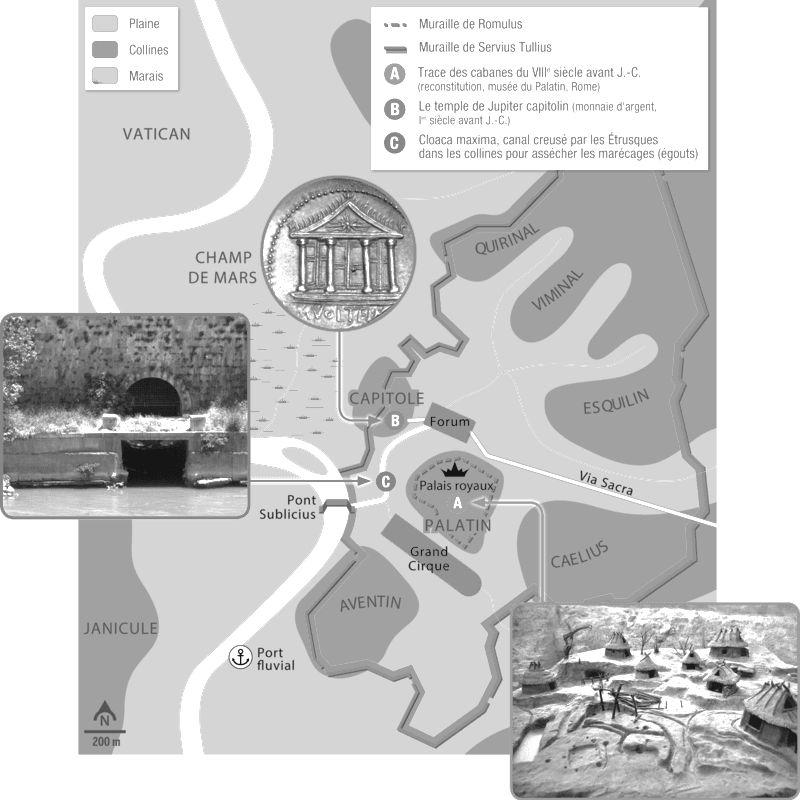 Plaine
Collines
Marais
Muraille de Romulus
Muraille de Servius Tullius
A Trace des cabanes du VIIIe siècle avant J.-C.
(reconstitution, musée du Palatin, Rome)
B Le temple de Jupiter capitolin (monnaie d'argent,
Ier siècle avant J.-C.)
C Cloaca maxima, canal creusé par les Étrusques
dans les collines pour assécher les marécages (égouts)
VATICAN
CHAMP
DE MARS
QUIRINAL
VIMINAL
ESQUILIN
CAPITOLE
B
Forum
C
Via Sacra
Palais royaux
A
PALATIN
Pont
Sublicius
Grand
Cirque
CAELIUS
AVENTIN
JANICULE
Port
fluvial
N
200 m